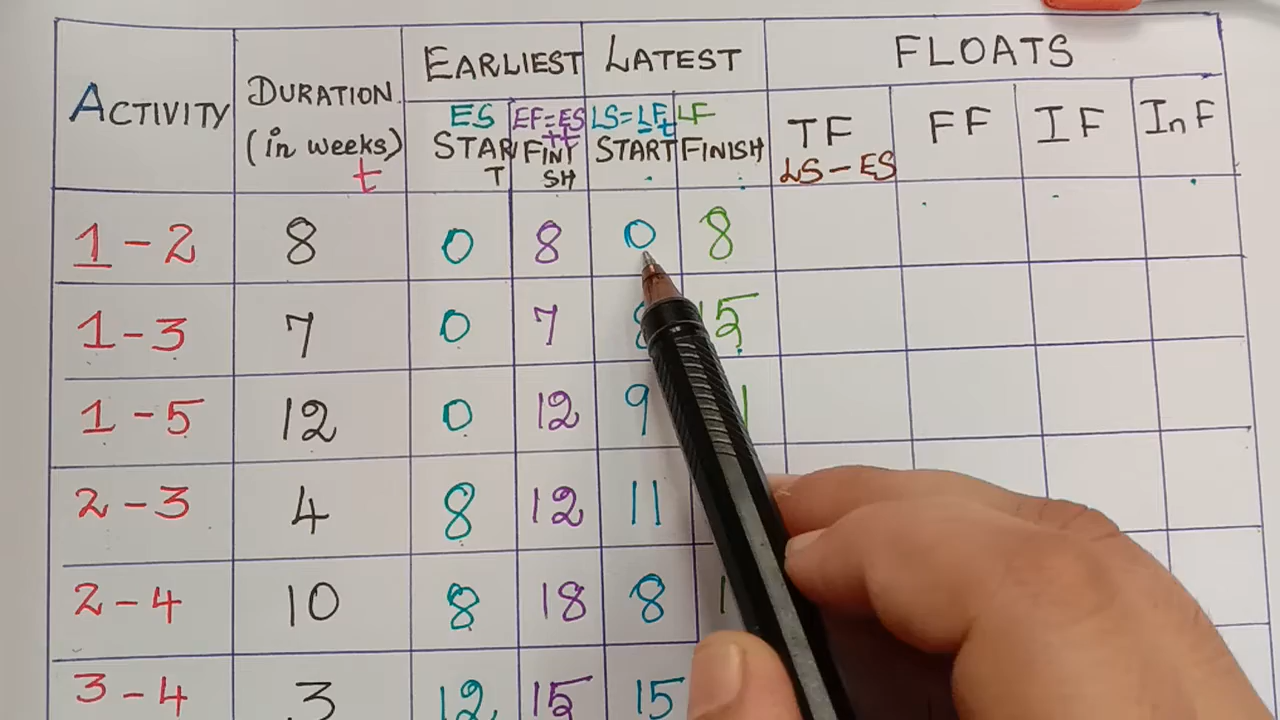 ACTIVITY DURATION (in weeks) t EARLIEST LATEST FLOATS
ES START EF=ES+t FINISH LS=LF-t START LF FINISH TF LS-ES FF IF InF
1-2 8 0 8 0 8
1-3 7 0 7 8 15
1-5 12 0 12 9
2-3 4 8 12 11
2-4 10 8 18 8
3-4 3 12 15 15